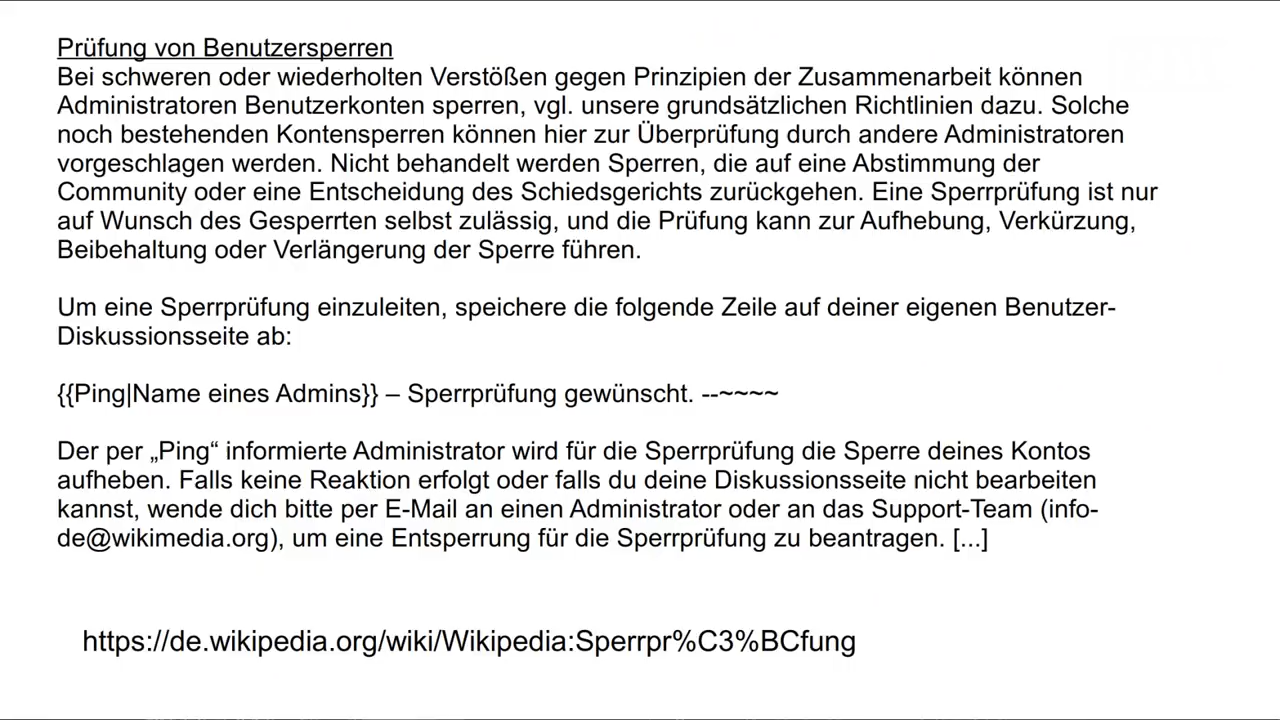 Prüfung von Benutzersperren
Bei schweren oder wiederholten Verstößen gegen Prinzipien der Zusammenarbeit können
Administratoren Benutzerkonten sperren, vgl. unsere grundsätzlichen Richtlinien dazu. Solche
noch bestehenden Kontensperren können hier zur Überprüfung durch andere Administratoren
vorgeschlagen werden. Nicht behandelt werden Sperren, die auf eine Abstimmung der
Community oder eine Entscheidung des Schiedsgerichts zurückgehen. Eine Sperrprüfung ist nur
auf Wunsch des Gesperrten selbst zulässig, und die Prüfung kann zur Aufhebung, Verkürzung,
Beibehaltung oder Verlängerung der Sperre führen.
Um eine Sperrprüfung einzuleiten, speichere die folgende Zeile auf deiner eigenen Benutzer-
Diskussionsseite ab:
{{Ping|Name eines Admins}} – Sperrprüfung gewünscht. --~~~~
Der per „Ping“ informierte Administrator wird für die Sperrprüfung die Sperre deines Kontos
aufheben. Falls keine Reaktion erfolgt oder falls du deine Diskussionsseite nicht bearbeiten
kannst, wende dich bitte per E-Mail an einen Administrator oder an das Support-Team (info-
de@wikimedia.org), um eine Entsperrung für die Sperrprüfung zu beantragen. [...]
https://de.wikipedia.org/wiki/Wikipedia:Sperrpr%C3%BCfung